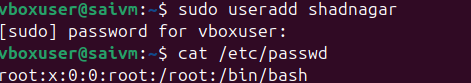 vboxuser@saivm:~$ sudo useradd shadnagar
[sudo] password for vboxuser:
vboxuser@saivm:~$ cat /etc/passwd
root:x:0:0:root:/root:/bin/bash